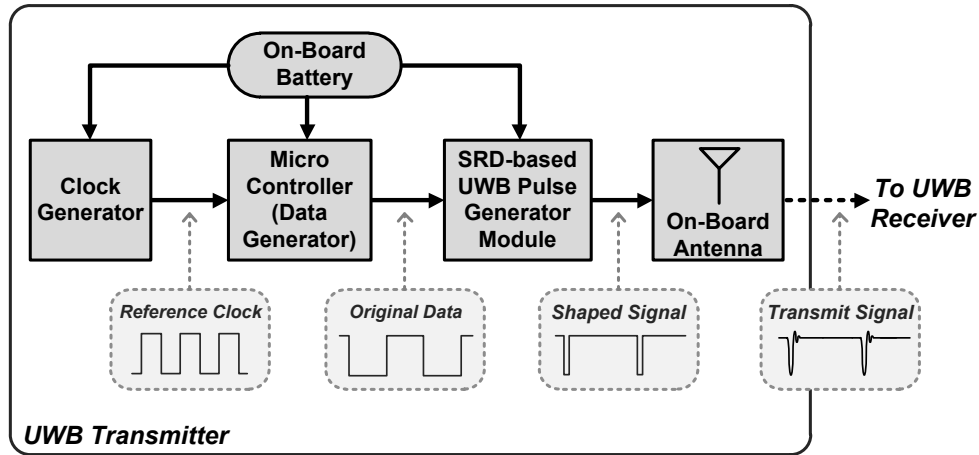 On-Board
Battery
Clock
Generator
Micro
Controller
(Data
Generator)
SRD-based
UWB Pulse
Generator
Module
On-Board
Antenna
To UWB
Receiver
Reference Clock
Original Data
Shaped Signal
Transmit Signal
UWB Transmitter